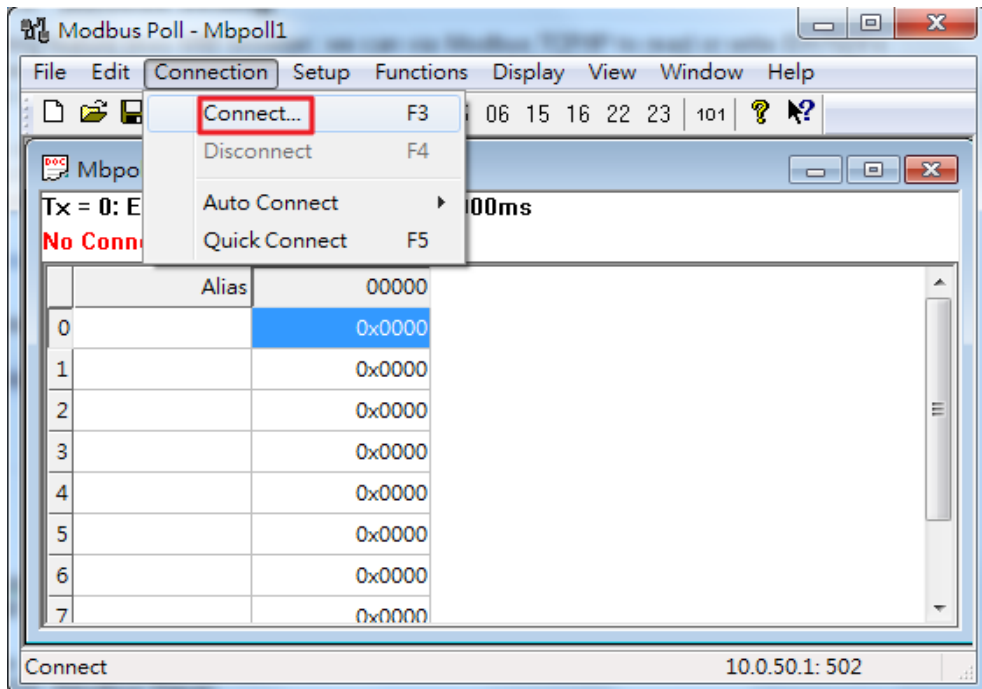 Modbus Poll - Mbpoll1
File Edit Connection Setup Functions Display View Window Help
Connect... F3
06 15 16 22 23 101
Disconnect F4
Mbpo
Auto Connect
Tx = 0: E 00ms
Quick Connect F5
No Conn
Alias 00000
0 0x0000
1 0x0000
2 0x0000
3 0x0000
4 0x0000
5 0x0000
6 0x0000
7 0x0000
Connect 10.0.50.1: 502